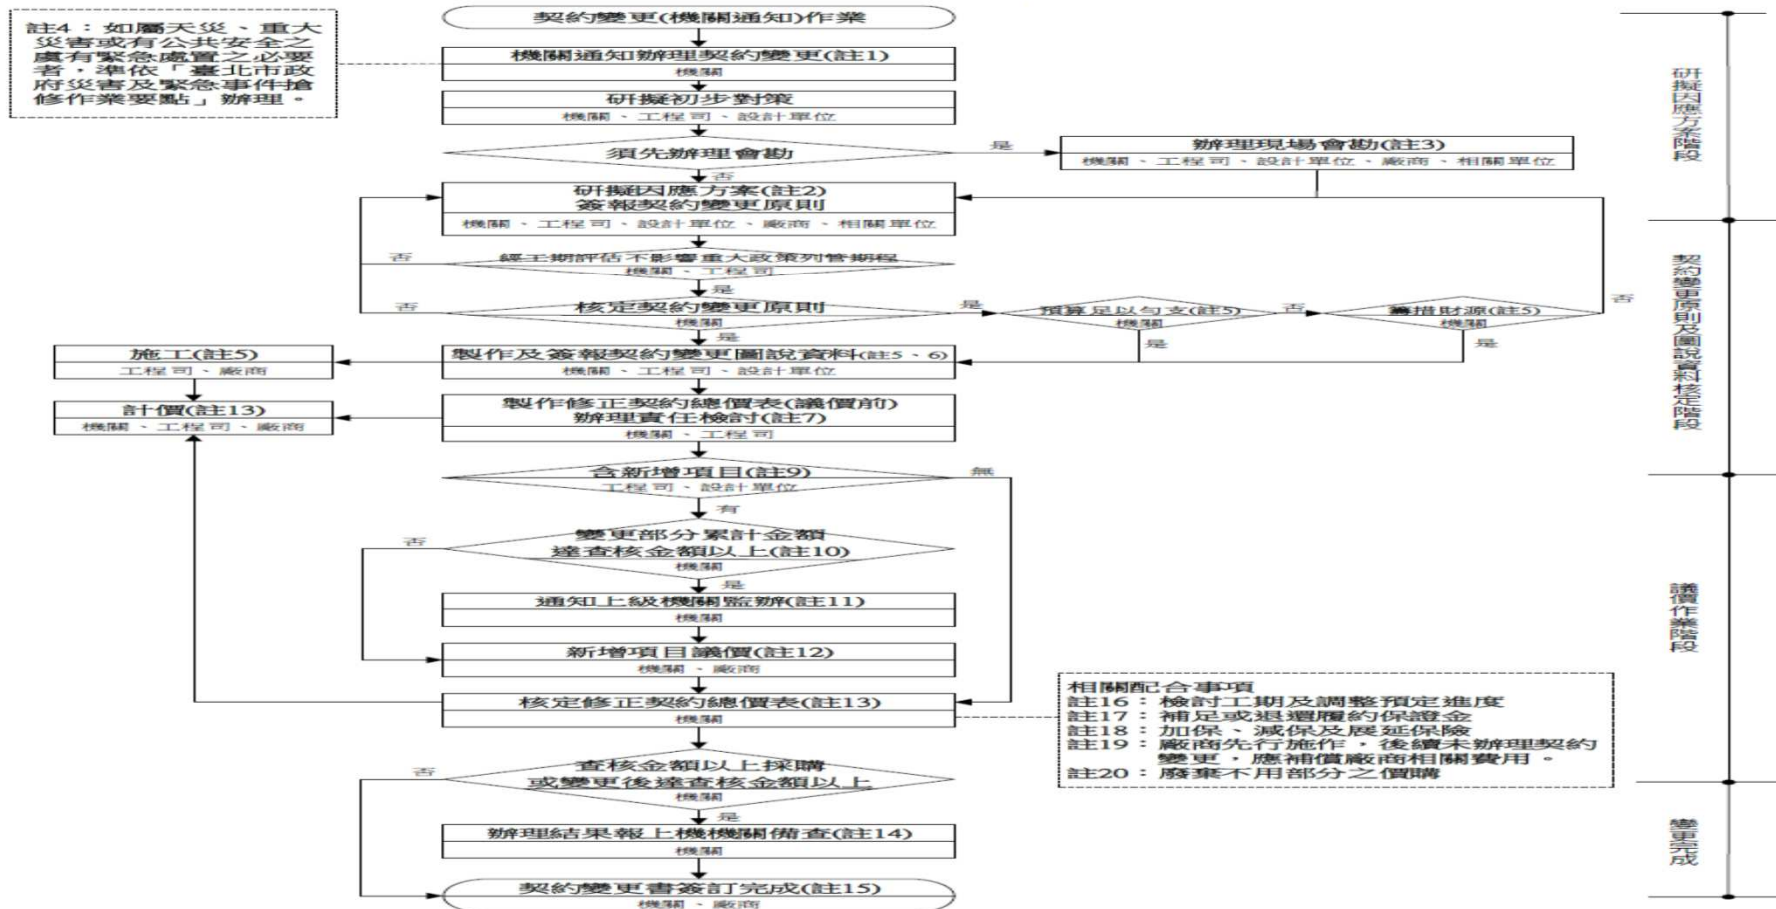 契約變更(機關通知)作業
註4：如屬天災、重大
災害或有公共安全之
虞有緊急處置之必要
者，準依「臺北市政
府災害及緊急事件搶
修作業要點」辦理。
機關通知辦理契約變更(註1)
機關
研擬初步對策
機關、工程司、設計單位
須先辦理會勘
是
否
辦理現場會勘(註3)
機關、工程司、設計單位、廠商、相關單位
研擬因應方案(註2)
簽報契約變更原則
機關、工程司、設計單位、廠商、相關單位
否
經工期評估不影響重大政策列管期程
機關、工程司
是
否
核定契約變更原則
機關
是
是
預算足以勻支(註5)
機關
否
是
籌措財源(註5)
機關
否
是
施工(註5)
工程司、廠商
製作及簽報契約變更圖說資料(註5、6)
機關、工程司、設計單位
計價(註13)
機關、工程司、廠商
製作修正契約總價表(議價前)
辦理責任檢討(註7)
機關、工程司
含新增項目(註9)
工程司、設計單位
無
有
變更部分累計金額
達查核金額以上(註10)
機關
否
是
通知上級機關監辦(註11)
機關
新增項目議價(註12)
機關、廠商
核定修正契約總價表(註13)
機關
相關配合事項
註16：檢討工期及調整預定進度
註17：補足或退還履約保證金
註18：加保、減保及展延保險
註19：廠商先行施作，後續未辦理契約
變更，應補償廠商相關費用。
註20：廢棄不用部分之價購
查核金額以上採購
或變更後達查核金額以上
機關
否
是
辦理結果報上機機關備查(註14)
機關
契約變更書簽訂完成(註15)
機關、廠商
研擬因應方案階段
契約變更原則及圖說資料核定階段
議價作業階段
變更完成